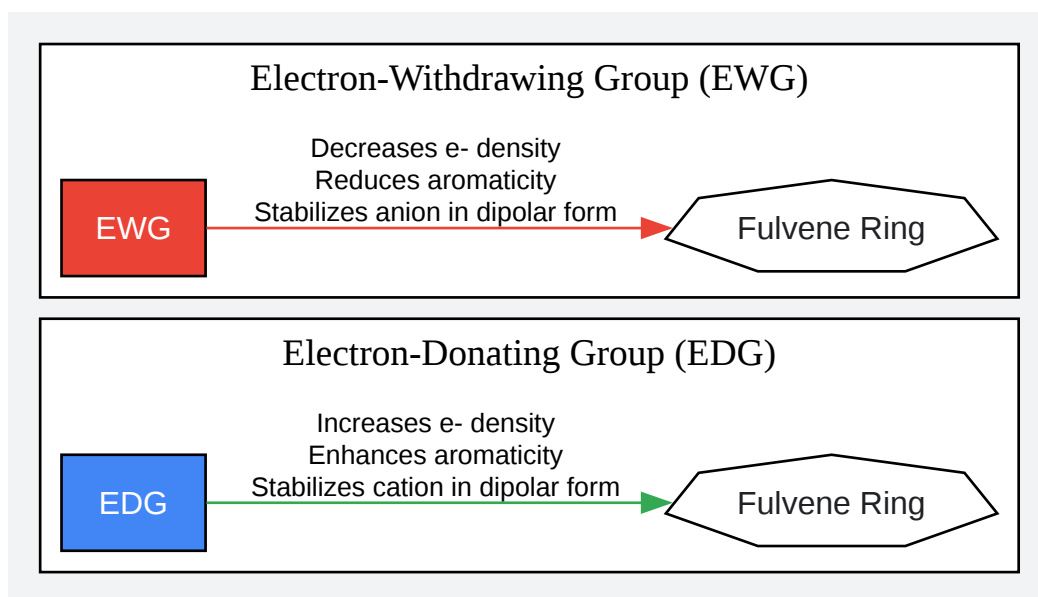 Electron-Withdrawing Group (EWG)
Decreases e- density
Reduces aromaticity
Stabilizes anion in dipolar form
EWG
Fulvene Ring
Electron-Donating Group (EDG)
Increases e- density
Enhances aromaticity
Stabilizes cation in dipolar form
EDG
Fulvene Ring